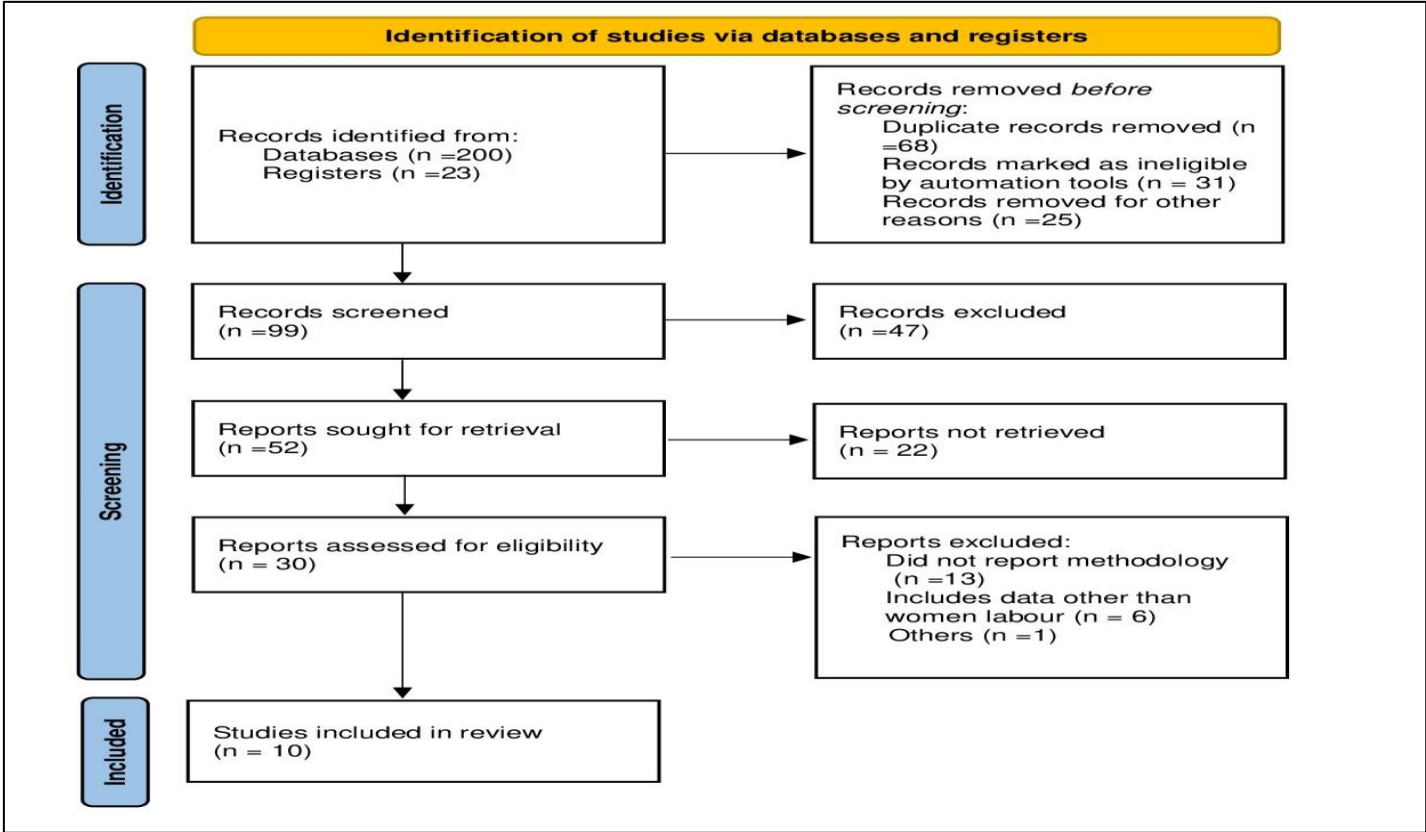 Identification of studies via databases and registers
Identification
Records identified from:
Databases (n =200)
Registers (n =23)
Records removed before
screening:
Duplicate records removed (n
=68)
Records marked as ineligible
by automation tools (n = 31)
Records removed for other
reasons (n =25)
Screening
Records screened
(n =99)
Records excluded
(n =47)
Reports sought for retrieval
(n =52)
Reports not retrieved
(n = 22)
Reports assessed for eligibility
(n = 30)
Reports excluded:
Did not report methodology
(n =13)
Includes data other than
women labour (n = 6)
Others (n =1)
Included
Studies included in review
(n = 10)